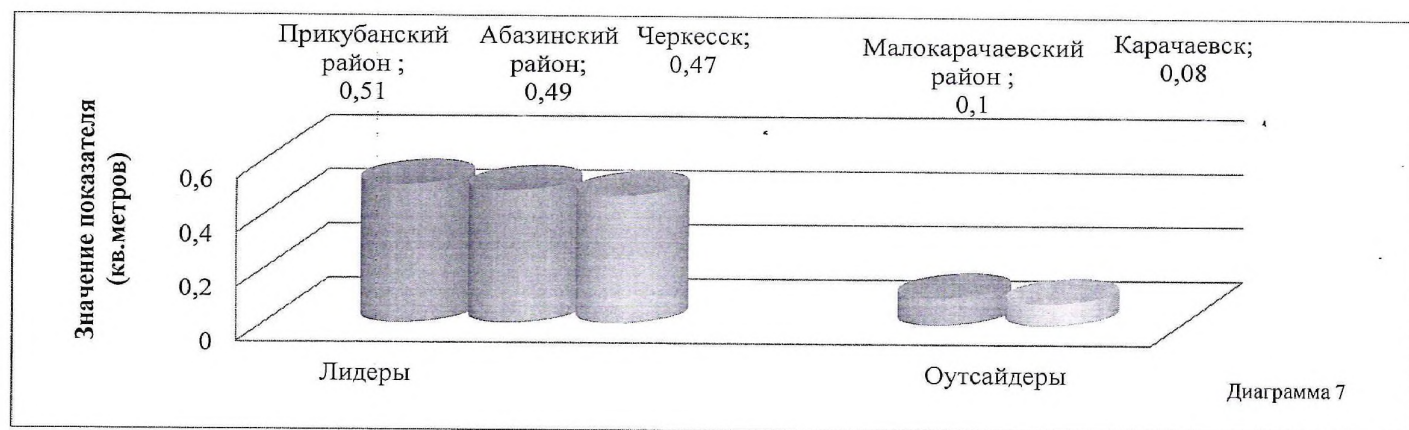 Прикубанский
район ;
0,51
Абазинский
район;
0,49
Черкесск;
0,47
Малокарачаевский
район ;
0,1
Карачаевск;
0,08
Значение показателя
(кв.метров)
0,6
0,4
0,2
0
Лидеры
Оутсайдеры
Диаграмма 7